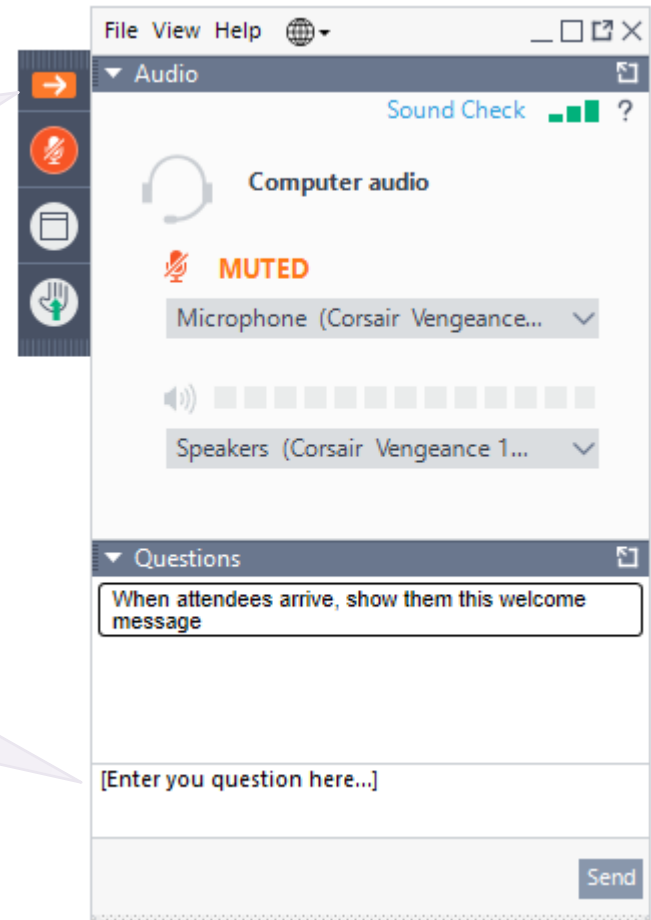 File View Help
Audio
Sound Check ?
Computer audio
MUTED
Microphone (Corsair Vengeance...
Speakers (Corsair Vengeance 1...
Questions
When attendees arrive, show them this welcome
message
[Enter you question here...]
Send